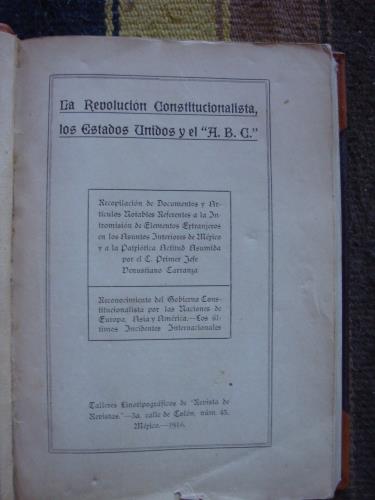 La Revolución Constitucionalista,
los Estados Unidos y el "A. B. C."
Recopilación de Documentos y Ar-
tículos Notables Referentes a la In-
tromisión de Elementos Extranjeros
en los Asuntos Interiores de México
y a la Patriótica Actitud Asumida
por el C. Primer Jefe
Venustiano Carranza
Reconocimiento del Gobierno Cons-
titucionalista por las Naciones de
Europa, Asia y América.—Los úl-
timos Incidentes Internacionales
Talleres Linotipográficos de "Revista de
Revistas."—3a. calle de Colón, núm. 45.
México.—1916.